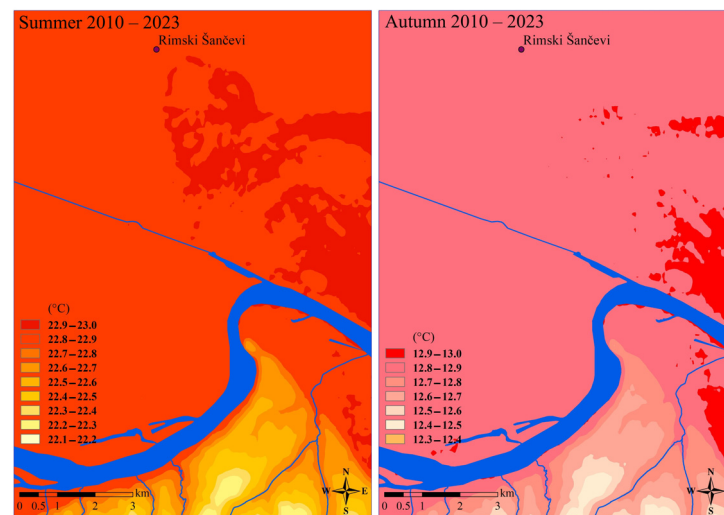 Summer 2010 – 2023
Rimski Šančevi
(°C)
22.9 – 23.0
22.8 – 22.9
22.7 – 22.8
22.6 – 22.7
22.5 – 22.6
22.4 – 22.5
22.3 – 22.4
22.2 – 22.3
22.1 – 22.2
0 0.5 1 2 3 km
N
W E
S
Autumn 2010 – 2023
Rimski Šančevi
(°C)
12.9 – 13.0
12.8 – 12.9
12.7 – 12.8
12.6 – 12.7
12.5 – 12.6
12.4 – 12.5
12.3 – 12.4
0 0.5 1 2 3 km
N
W E
S